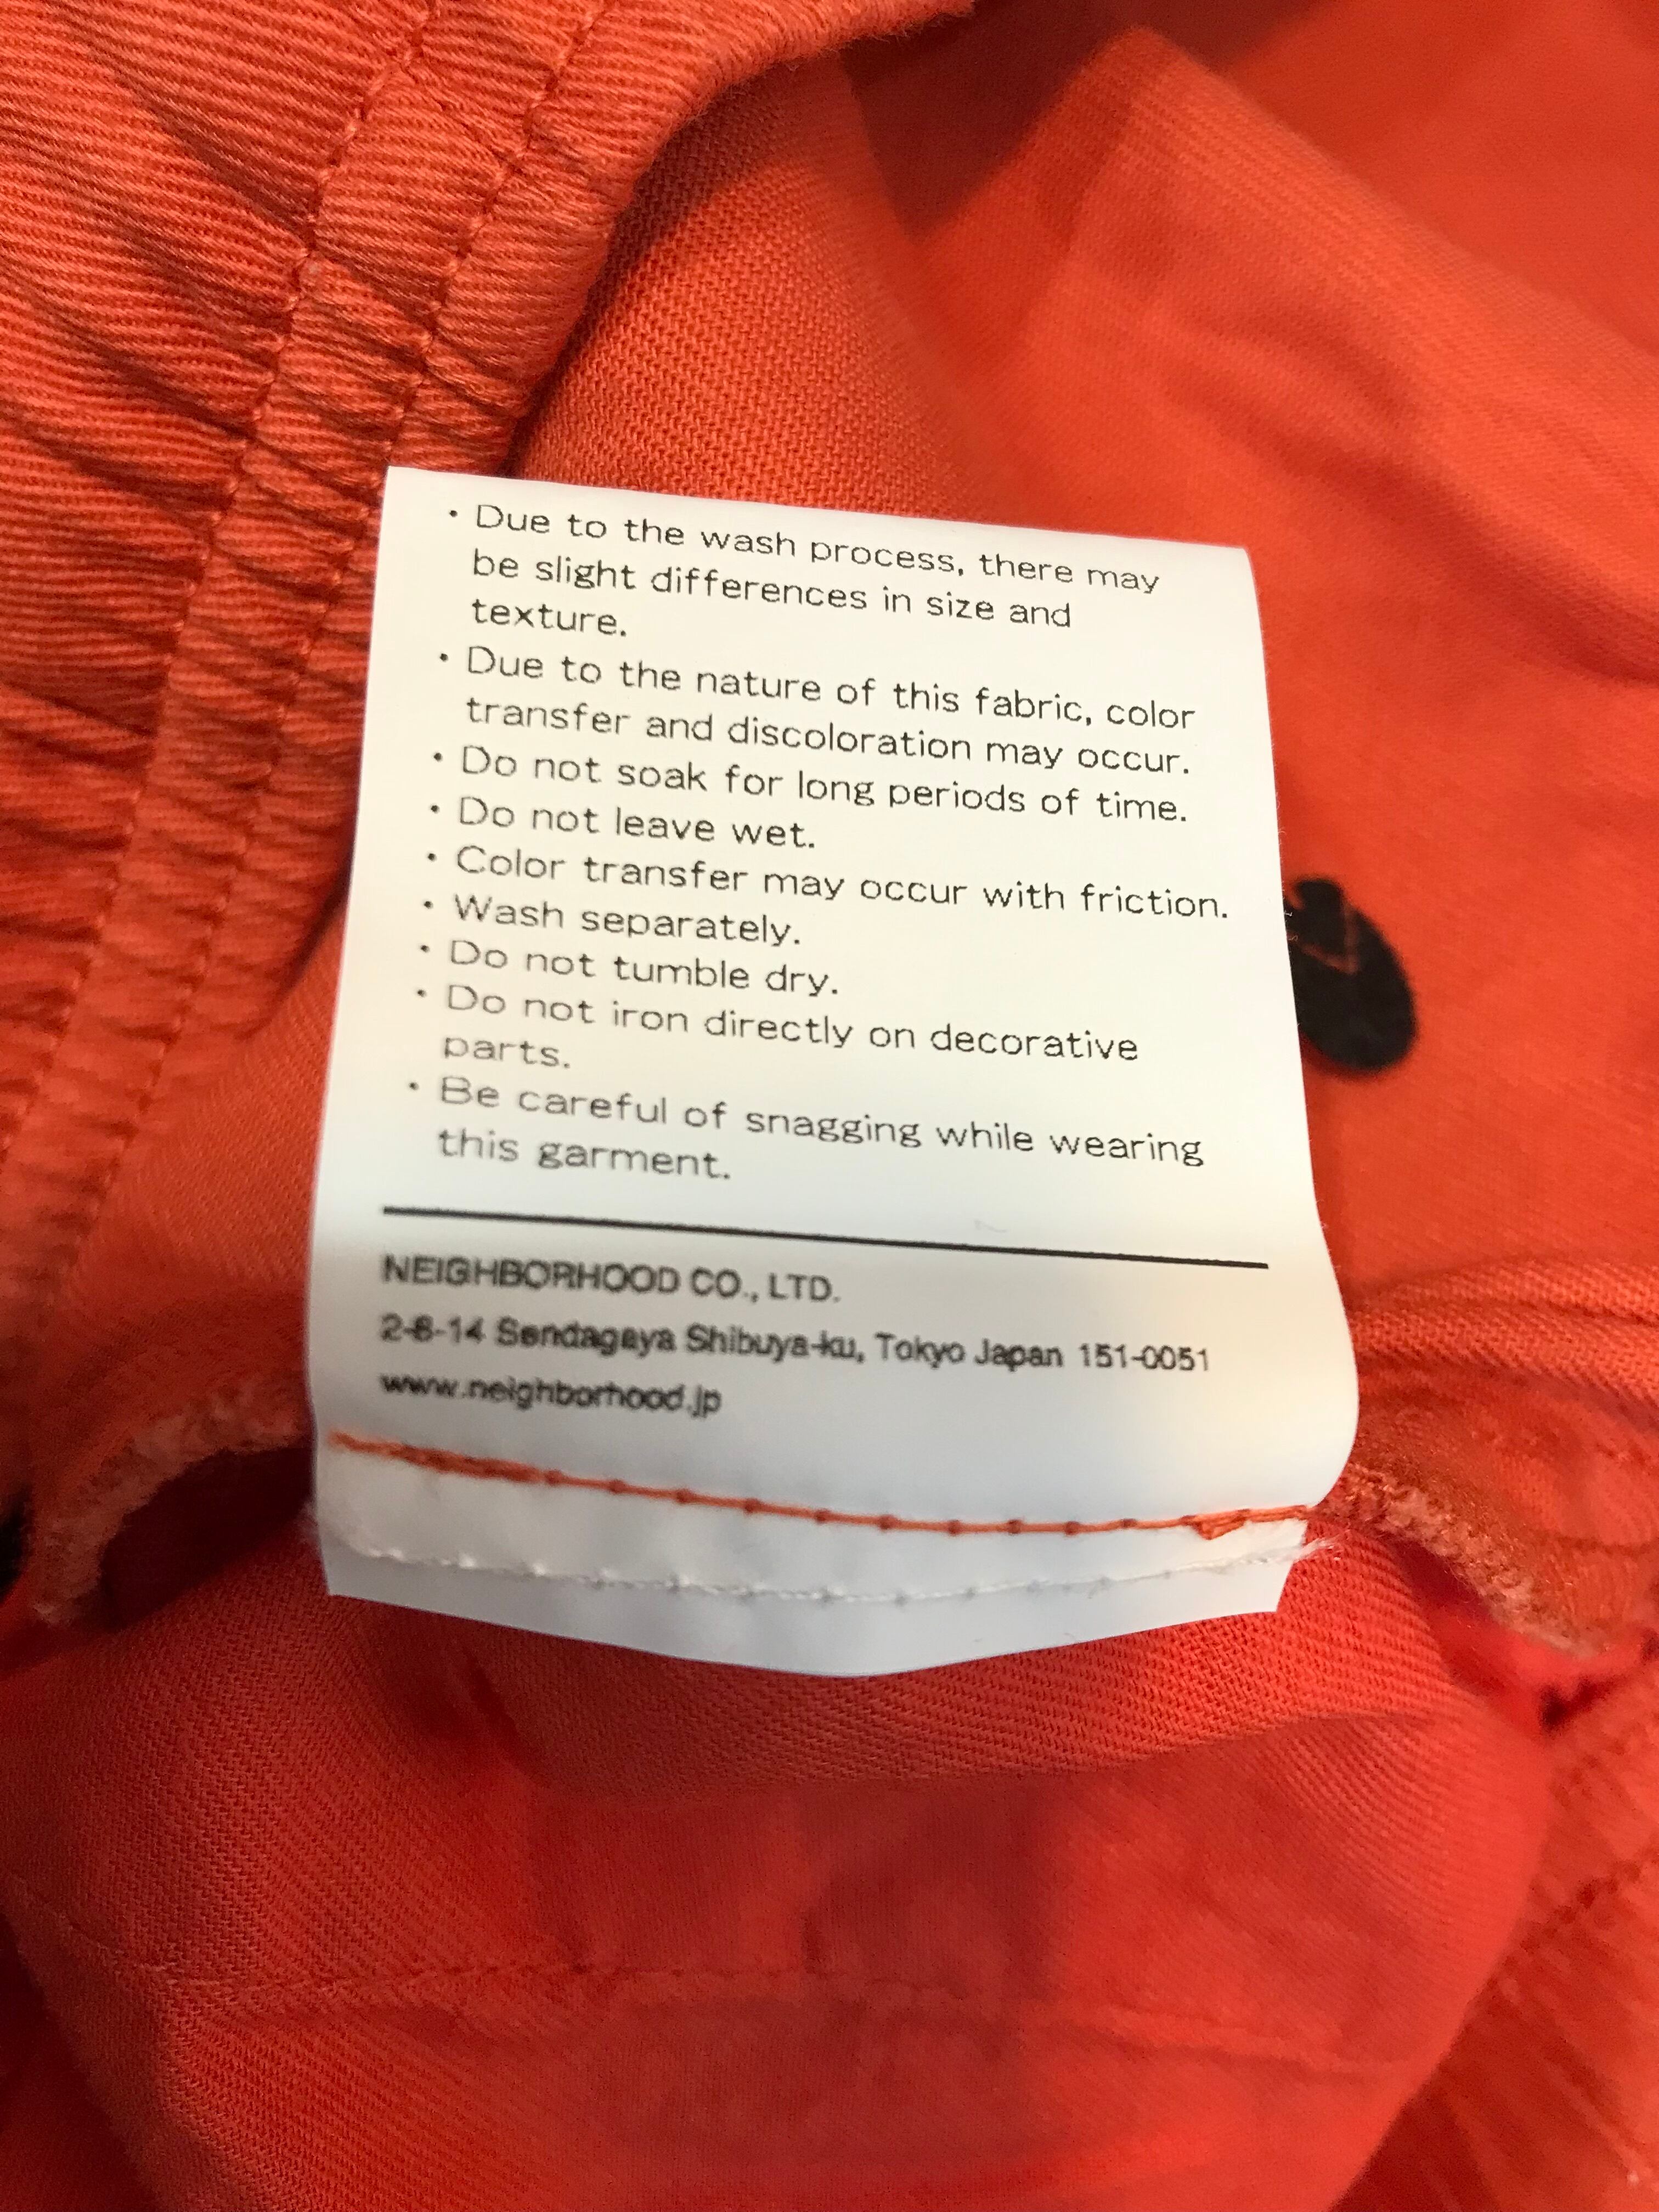 ・Due to the wash process, there may
be slight differences in size and
texture.
・Due to the nature of this fabric, color
transfer and discoloration may occur.
・Do not soak for long periods of time.
・Do not leave wet.
・Color transfer may occur with friction.
・Wash separately.
・Do not tumble dry.
・Do not iron directly on decorative
parts.
・Be careful of snagging while wearing
this garment.
NEIGHBORHOOD CO., LTD.
2-8-14 Sendagaya Shibuya-ku, Tokyo Japan 151-0051
www.neighborhood.jp